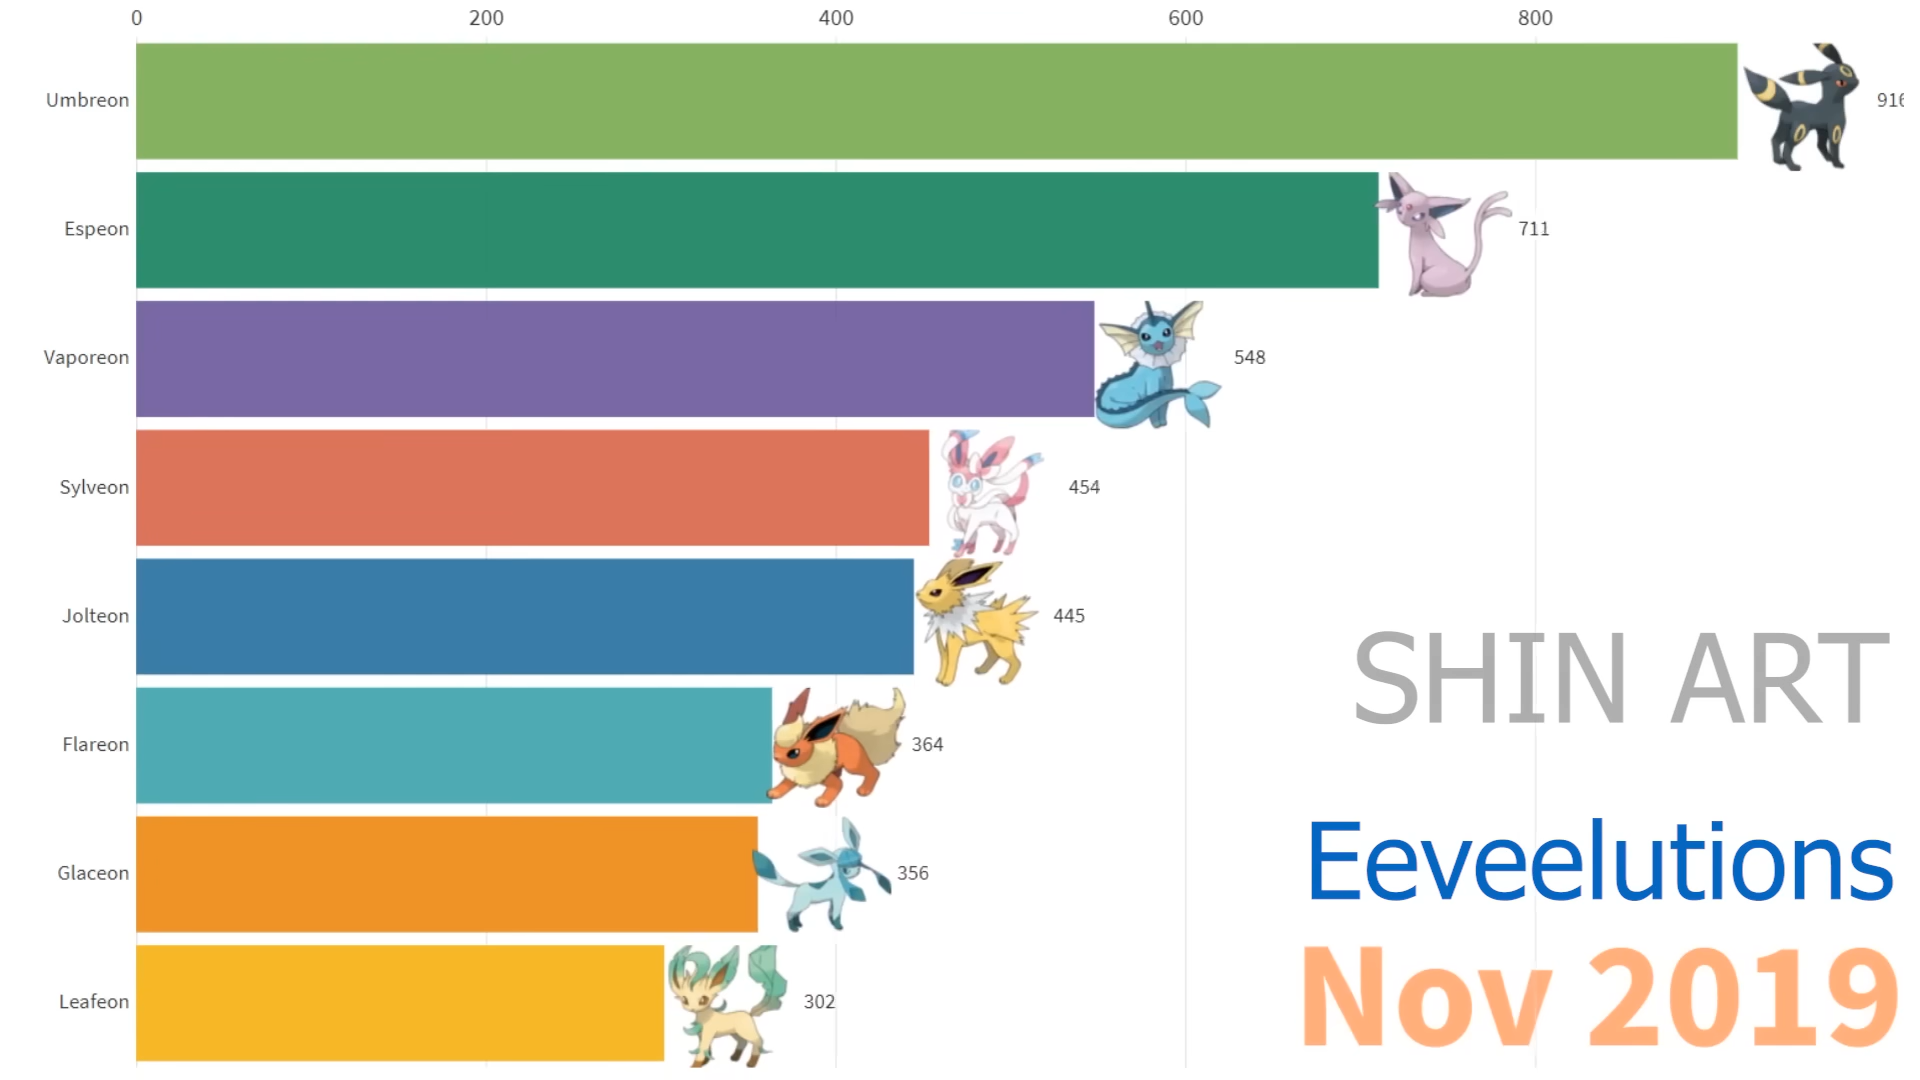 0 200 400 600 800
Umbreon 916
Espeon 711
Vaporeon 548
Sylveon 454
Jolteon 445
Flareon 364
Glaceon 356
Leafeon 302
SHIN ART
Eeveelutions
Nov 2019